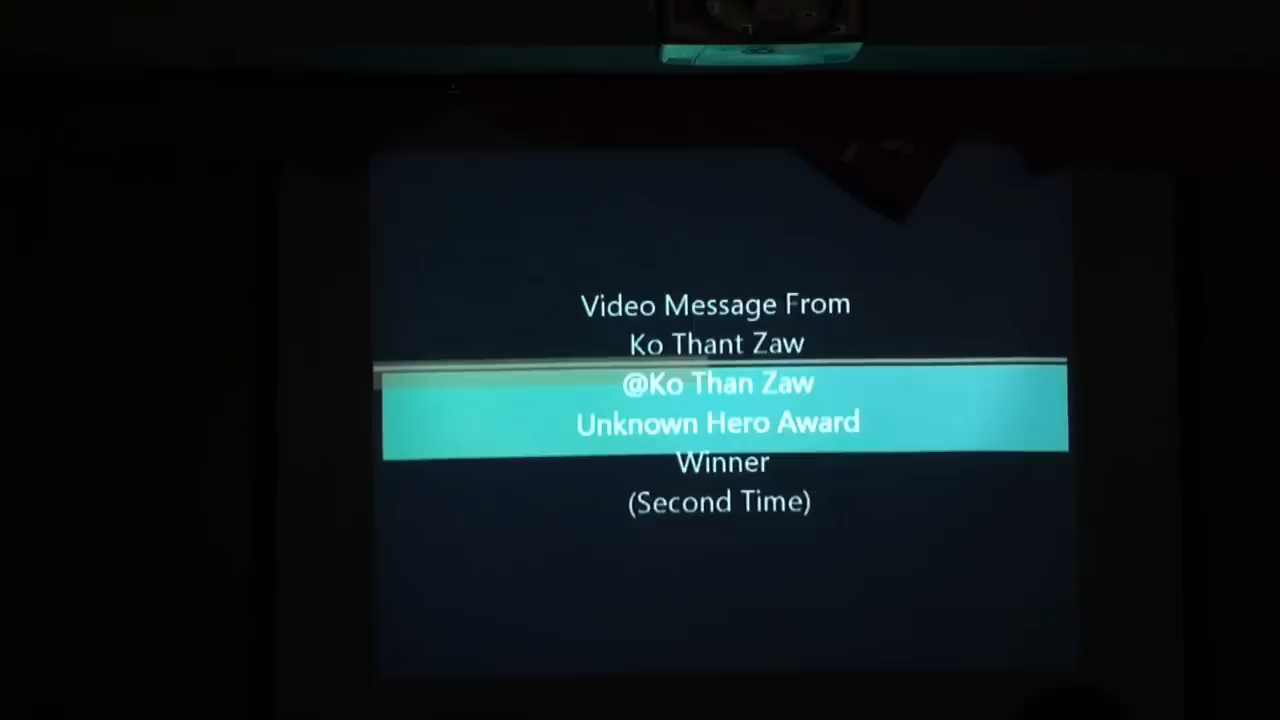 Video Message From
Ko Thant Zaw
@Ko Than Zaw
Unknown Hero Award
Winner
(Second Time)